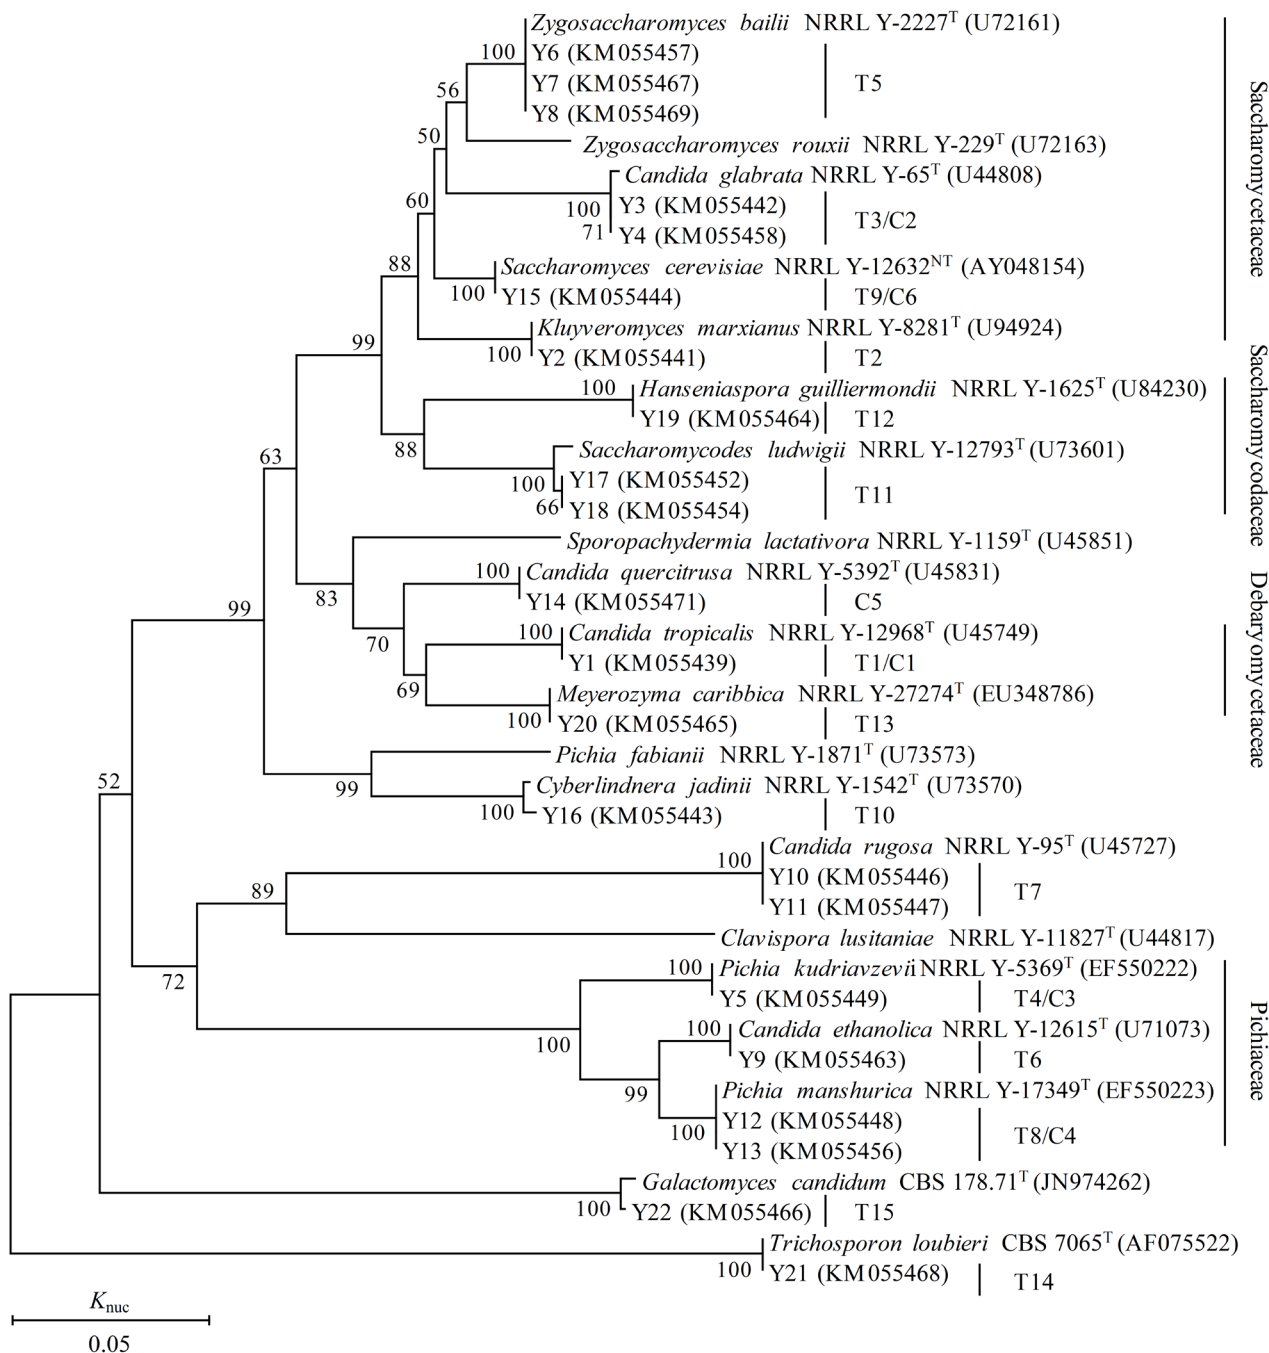 Zygosaccharomyces bailii NRRL Y-2227T (U72161)
100
Y6 (KM055457)
Y7 (KM055467)
T5
56
Y8 (KM055469)
50
Zygosaccharomyces rouxii NRRL Y-229T (U72163)
Candida glabrata NRRL Y-65T (U44808)
60
100
Y3 (KM055442)
T3/C2
71
Y4 (KM055458)
88
Saccharomyces cerevisiae NRRL Y-12632NT (AY048154)
100
Y15 (KM055444)
T9/C6
Saccharomycetaceae
Kluyveromyces marxianus NRRL Y-8281T (U94924)
99
100
Y2 (KM055441)
T2
100
Hanseniaspora guilliermondii NRRL Y-1625T (U84230)
Y19 (KM055464)
T12
88
Saccharomycodes ludwigii NRRL Y-12793T (U73601)
63
100
Y17 (KM055452)
T11
66
Y18 (KM055454)
Saccharomycodaceae
Sporopachydermia lactativora NRRL Y-1159T (U45851)
100
Candida quercitrusa NRRL Y-5392T (U45831)
83
Y14 (KM055471)
C5
99
100
Candida tropicalis NRRL Y-12968T (U45749)
70
Y1 (KM055439)
T1/C1
69
Meyerozyma caribbica NRRL Y-27274T (EU348786)
100
Y20 (KM055465)
T13
Debaryomycetaceae
Pichia fabianii NRRL Y-1871T (U73573)
52
99
Cyberlindnera jadinii NRRL Y-1542T (U73570)
100
Y16 (KM055443)
T10
Candida rugosa NRRL Y-95T (U45727)
100
Y10 (KM055446)
T7
89
Y11 (KM055447)
Clavispora lusitaniae NRRL Y-11827T (U44817)
72
100
Pichia kudriavzevii NRRL Y-5369T (EF550222)
Y5 (KM055449)
T4/C3
100
100
Candida ethanolica NRRL Y-12615T (U71073)
Y9 (KM055463)
T6
Pichiaceae
99
Pichia manshurica NRRL Y-17349T (EF550223)
Y12 (KM055448)
T8/C4
100
Y13 (KM055456)
Galactomyces candidum CBS 178.71T (JN974262)
100
Y22 (KM055466)
T15
Trichosporon loubieri CBS 7065T (AF075522)
100
Y21 (KM055468)
T14
Knuc
0.05